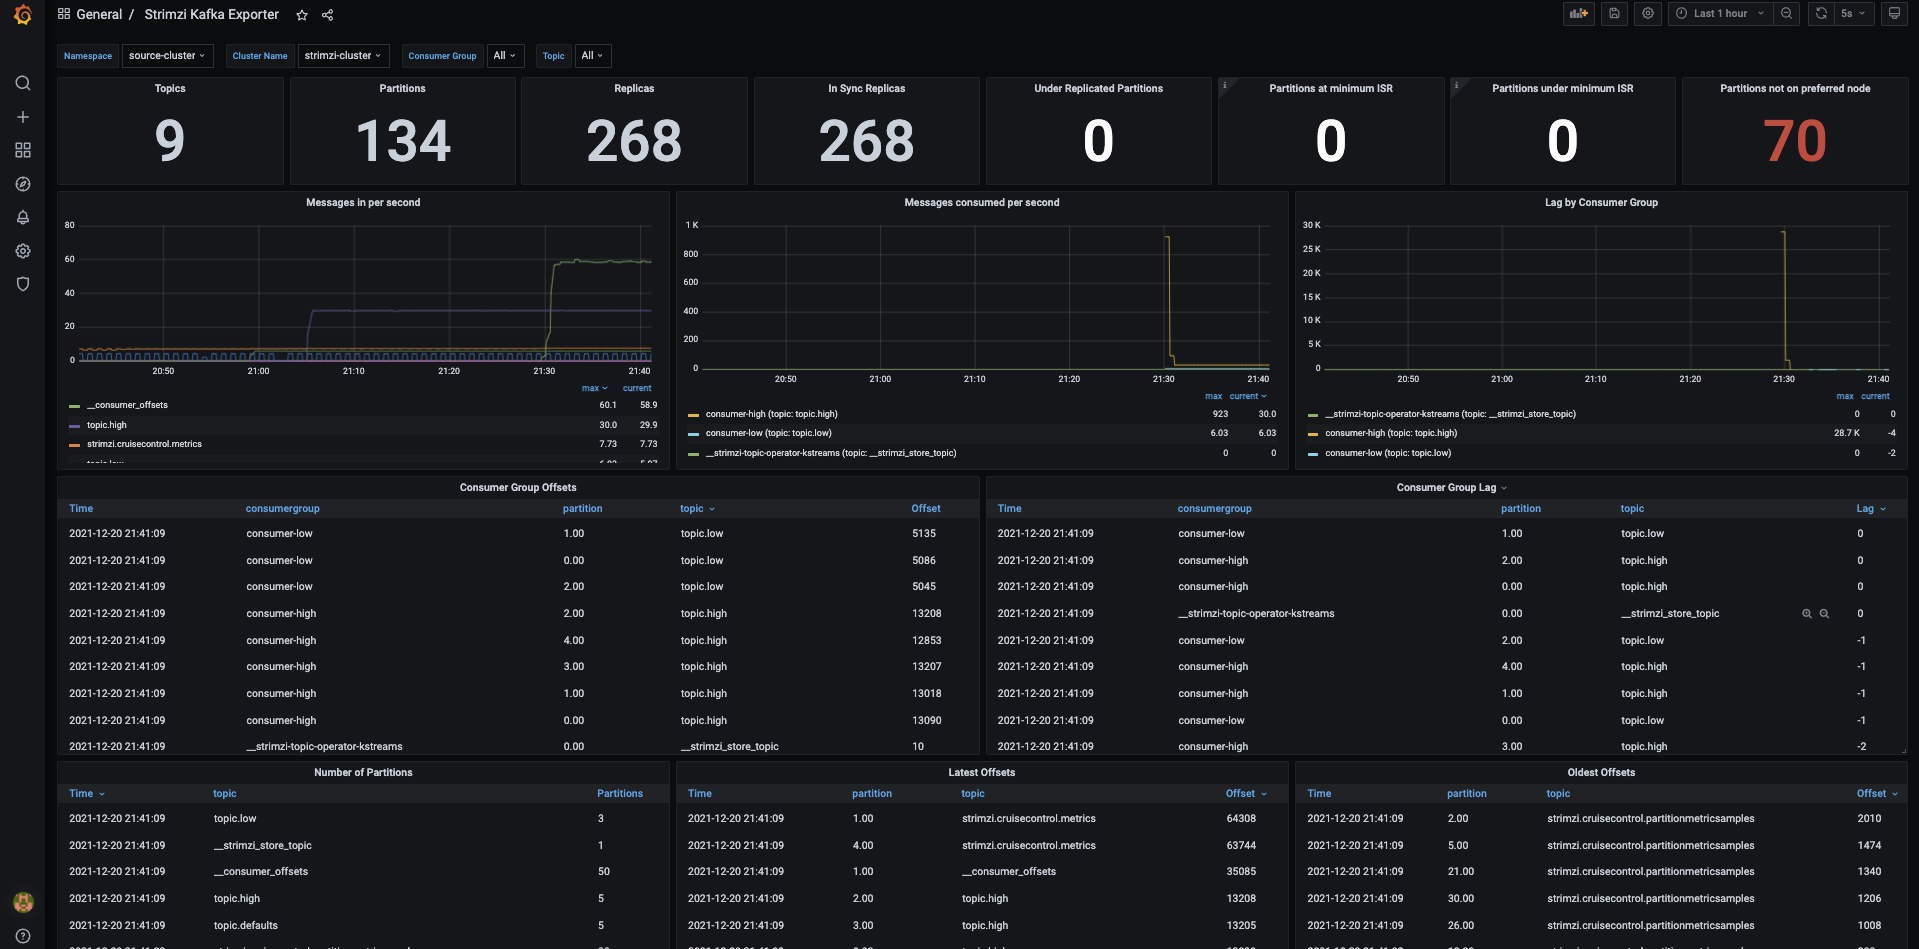 General / Strimzi Kafka Exporter
Last 1 hour 5s
Namespace source-cluster Cluster Name strimzi-cluster Consumer Group All Topic All
Topics Partitions Replicas In Sync Replicas Under Replicated Partitions Partitions at minimum ISR Partitions under minimum ISR Partitions not on preferred node
9 134 268 268 0 0 0 70
Messages in per second
80
60
40
20
0
20:50 21:00 21:10 21:20 21:30 21:40
max current
__consumer_offsets 60.1 58.9
topic.high 30.0 29.9
strimzi.cruisecontrol.metrics 7.73 7.73
Messages consumed per second
1 K
800
600
400
200
0
20:50 21:00 21:10 21:20 21:30 21:40
max current
consumer-high (topic: topic.high) 923 30.0
consumer-low (topic: topic.low) 6.03 6.03
__strimzi-topic-operator-kstreams (topic: __strimzi_store_topic) 0 0
Lag by Consumer Group
30 K
25 K
20 K
15 K
10 K
5 K
0
20:50 21:00 21:10 21:20 21:30 21:40
max current
__strimzi-topic-operator-kstreams (topic: __strimzi_store_topic) 0 0
consumer-high (topic: topic.high) 28.7 K -4
consumer-low (topic: topic.low) 0 -2
Consumer Group Offsets
Time consumergroup partition topic Offset
2021-12-20 21:41:09 consumer-low 1.00 topic.low 5135
2021-12-20 21:41:09 consumer-low 0.00 topic.low 5086
2021-12-20 21:41:09 consumer-low 2.00 topic.low 5045
2021-12-20 21:41:09 consumer-high 2.00 topic.high 13208
2021-12-20 21:41:09 consumer-high 4.00 topic.high 12853
2021-12-20 21:41:09 consumer-high 3.00 topic.high 13207
2021-12-20 21:41:09 consumer-high 1.00 topic.high 13018
2021-12-20 21:41:09 consumer-high 0.00 topic.high 13090
2021-12-20 21:41:09 __strimzi-topic-operator-kstreams 0.00 __strimzi_store_topic 10
Consumer Group Lag
Time consumergroup partition topic Lag
2021-12-20 21:41:09 consumer-low 1.00 topic.low 0
2021-12-20 21:41:09 consumer-high 2.00 topic.high 0
2021-12-20 21:41:09 consumer-high 0.00 topic.high 0
2021-12-20 21:41:09 __strimzi-topic-operator-kstreams 0.00 __strimzi_store_topic 0
2021-12-20 21:41:09 consumer-low 2.00 topic.low -1
2021-12-20 21:41:09 consumer-high 4.00 topic.high -1
2021-12-20 21:41:09 consumer-high 1.00 topic.high -1
2021-12-20 21:41:09 consumer-low 0.00 topic.low -1
2021-12-20 21:41:09 consumer-high 3.00 topic.high -2
Number of Partitions
Time topic Partitions
2021-12-20 21:41:09 topic.low 3
2021-12-20 21:41:09 __strimzi_store_topic 1
2021-12-20 21:41:09 __consumer_offsets 50
2021-12-20 21:41:09 topic.high 5
2021-12-20 21:41:09 topic.defaults 5
Latest Offsets
Time partition topic Offset
2021-12-20 21:41:09 1.00 strimzi.cruisecontrol.metrics 64308
2021-12-20 21:41:09 4.00 strimzi.cruisecontrol.metrics 63744
2021-12-20 21:41:09 1.00 __consumer_offsets 35085
2021-12-20 21:41:09 2.00 topic.high 13208
2021-12-20 21:41:09 3.00 topic.high 13205
Oldest Offsets
Time partition topic Offset
2021-12-20 21:41:09 2.00 strimzi.cruisecontrol.partitionmetricsamples 2010
2021-12-20 21:41:09 5.00 strimzi.cruisecontrol.partitionmetricsamples 1474
2021-12-20 21:41:09 21.00 strimzi.cruisecontrol.partitionmetricsamples 1340
2021-12-20 21:41:09 30.00 strimzi.cruisecontrol.partitionmetricsamples 1206
2021-12-20 21:41:09 26.00 strimzi.cruisecontrol.partitionmetricsamples 1008